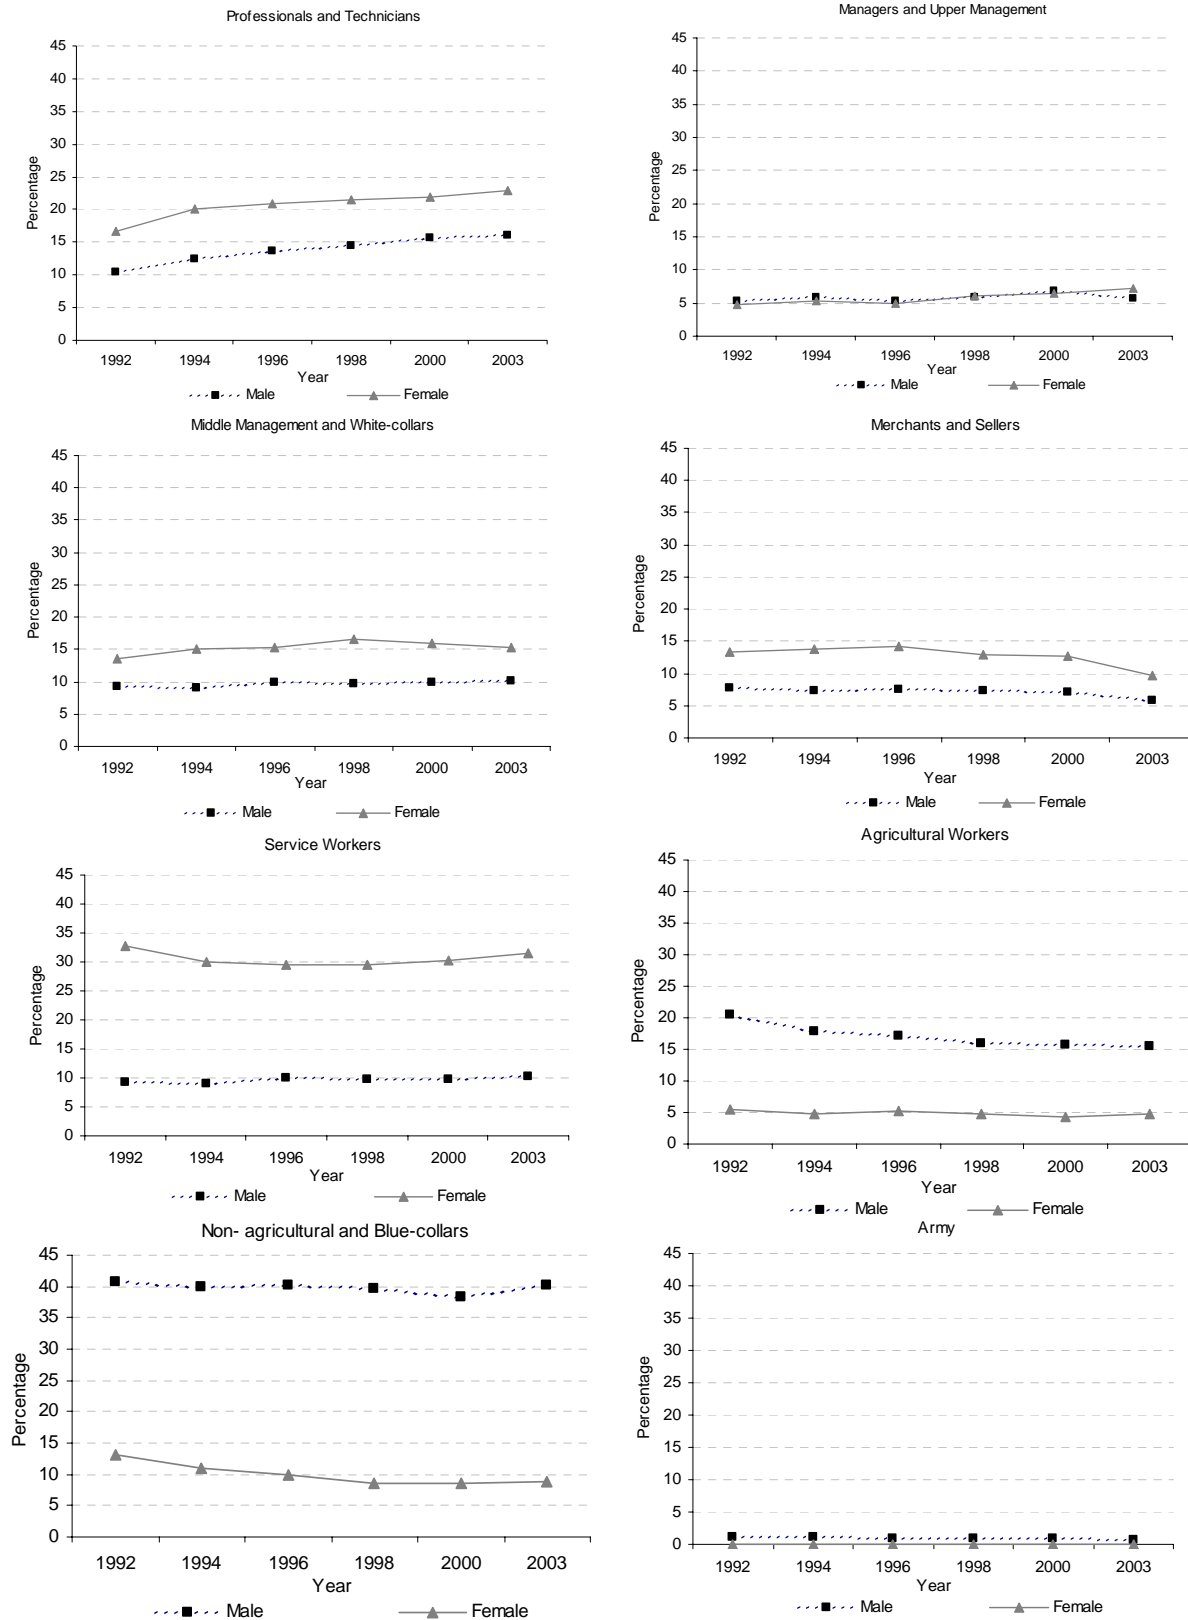 Professionals and Technicians
45
40
35
30
25
20
15
10
5
0
Percentage
1992 1994 1996 1998 2000 2003
Year
Male Female
Managers and Upper Management
45
40
35
30
25
20
15
10
5
0
Percentage
1992 1994 1996 1998 2000 2003
Year
Male Female
Middle Management and White-collars
45
40
35
30
25
20
15
10
5
0
Percentage
1992 1994 1996 1998 2000 2003
Year
Male Female
Merchants and Sellers
45
40
35
30
25
20
15
10
5
0
Percentage
1992 1994 1996 1998 2000 2003
Year
Male Female
Service Workers
45
40
35
30
25
20
15
10
5
0
Percentage
1992 1994 1996 1998 2000 2003
Year
Male Female
Agricultural Workers
45
40
35
30
25
20
15
10
5
0
Percentage
1992 1994 1996 1998 2000 2003
Year
Male Female
Non- agricultural and Blue-collars
45
40
35
30
25
20
15
10
5
0
Percentage
1992 1994 1996 1998 2000 2003
Year
Male Female
Army
45
40
35
30
25
20
15
10
5
0
Percentage
1992 1994 1996 1998 2000 2003
Year
Male Female